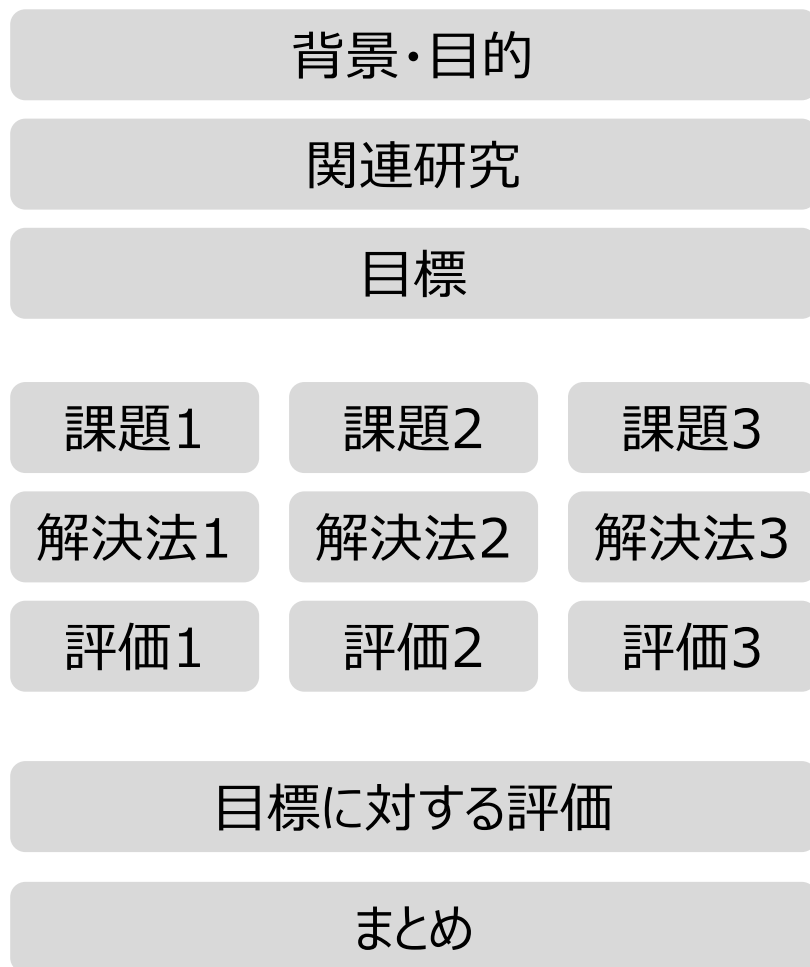 背景・目的
関連研究
目標
課題1 課題2 課題3
解決法1 解決法2 解決法3
評価1 評価2 評価3
目標に対する評価
まとめ